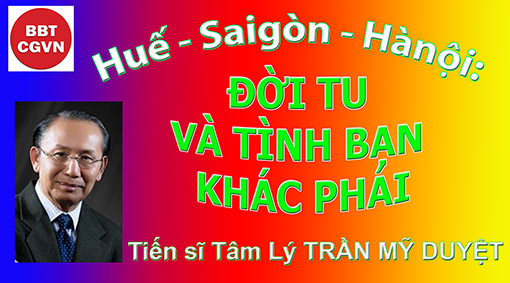 BBT
CGVN
Huế - Saigòn - Hànội:
ĐỜI TU
VÀ TÌNH BẠN
KHÁC PHÁI
Tiến sĩ Tâm Lý TRẦN MỸ DUYỆT